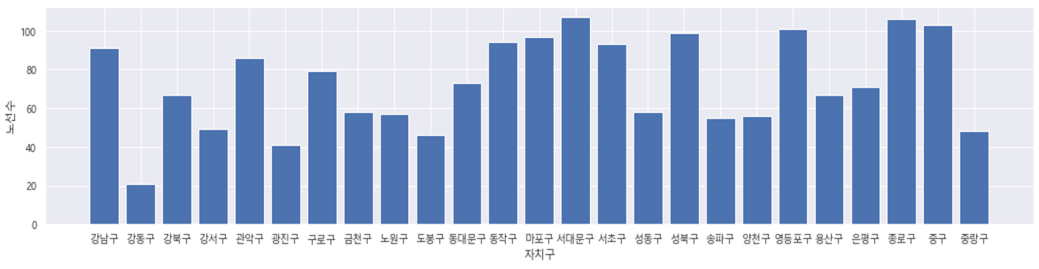 100
80
60
40
20
0
노선수
강남구 강동구 강북구 강서구 관악구 광진구 구로구 금천구 노원구 도봉구 동대문구 동작구 마포구 서대문구 서초구 성동구 성북구 송파구 양천구 영등포구 용산구 은평구 종로구 중구 중랑구
자치구